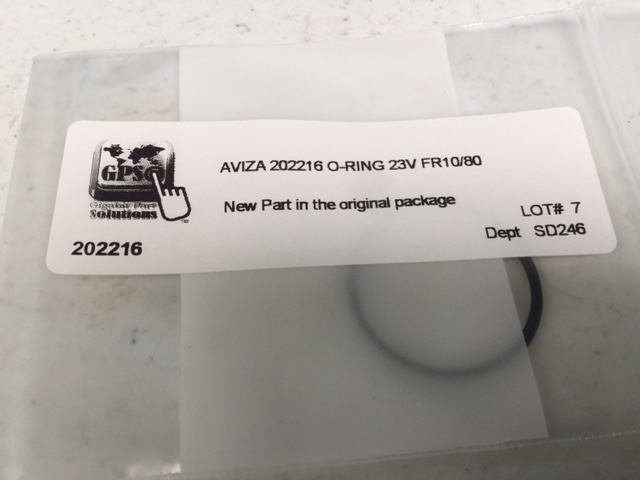 GPS
Gigabit Part
Solutions
™
202216
AVIZA 202216 O-RING 23V FR10/80
New Part in the original package
LOT# 7
Dept SD246